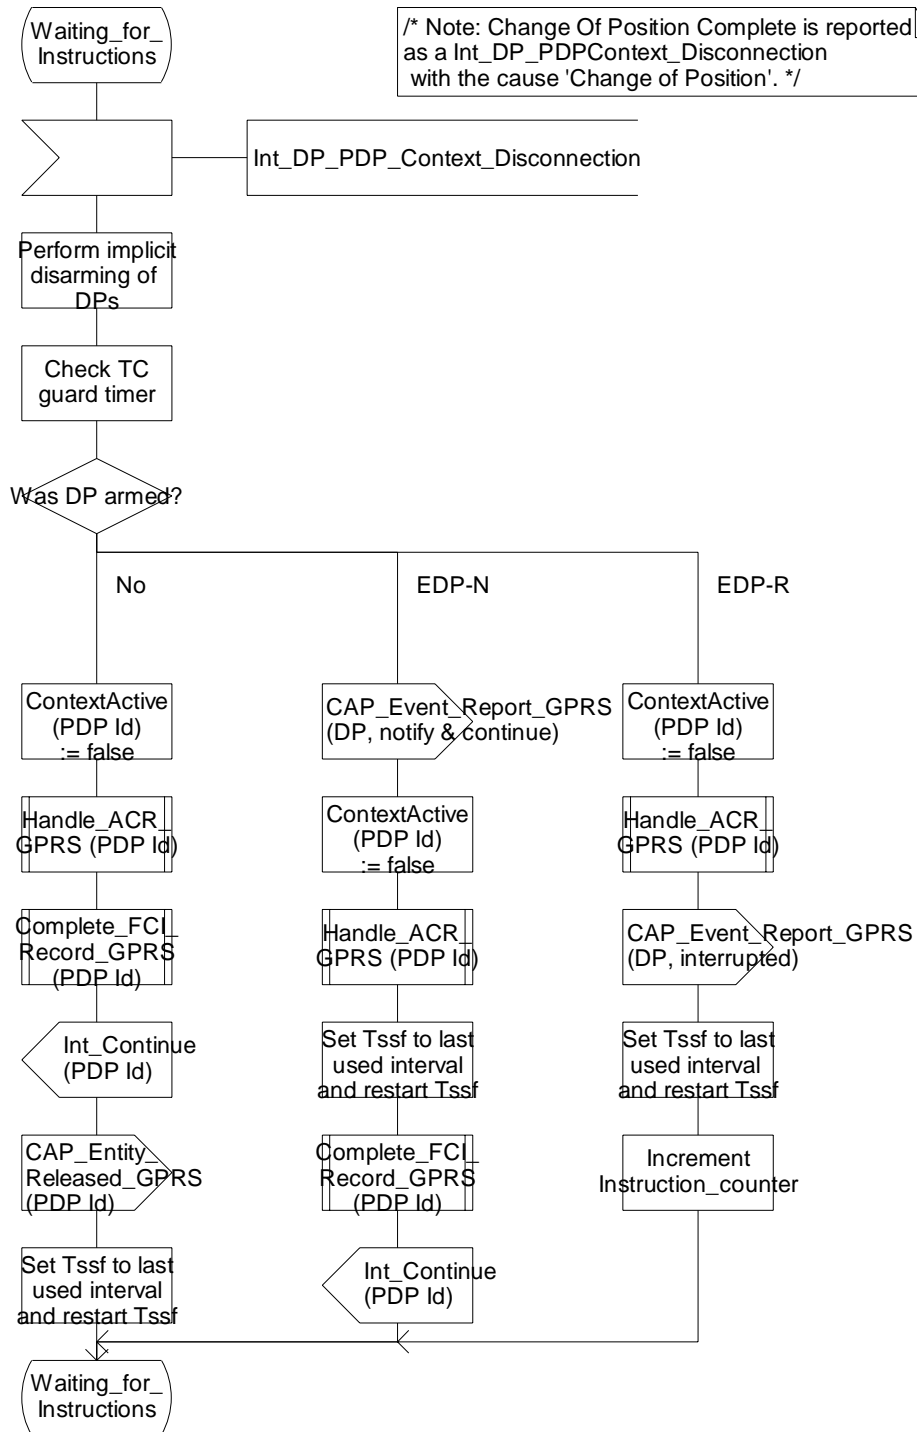 Waiting_for_
Instructions
/* Note: Change Of Position Complete is reported
as a Int_DP_PDPContext_Disconnection
with the cause 'Change of Position'. */
Int_DP_PDP_Context_Disconnection
Perform implicit
disarming of
DPs
Check TC
guard timer
Was DP armed?
No
EDP-N
EDP-R
ContextActive
(PDP Id)
:= false
Handle_ACR_
GPRS (PDP Id)
Complete_FCI_
Record_GPRS
(PDP Id)
Int_Continue
(PDP Id)
CAP_Entity_
Released_GPRS
(PDP Id)
Set Tssf to last
used interval
and restart Tssf
CAP_Event_Report_GPRS
(DP, notify & continue)
ContextActive
(PDP Id)
:= false
Handle_ACR_
GPRS (PDP Id)
Set Tssf to last
used interval
and restart Tssf
Complete_FCI_
Record_GPRS
(PDP Id)
Int_Continue
(PDP Id)
ContextActive
(PDP Id)
:= false
Handle_ACR_
GPRS (PDP Id)
CAP_Event_Report_GPRS
(DP, interrupted)
Set Tssf to last
used interval
and restart Tssf
Increment
Instruction_counter
Waiting_for_
Instructions